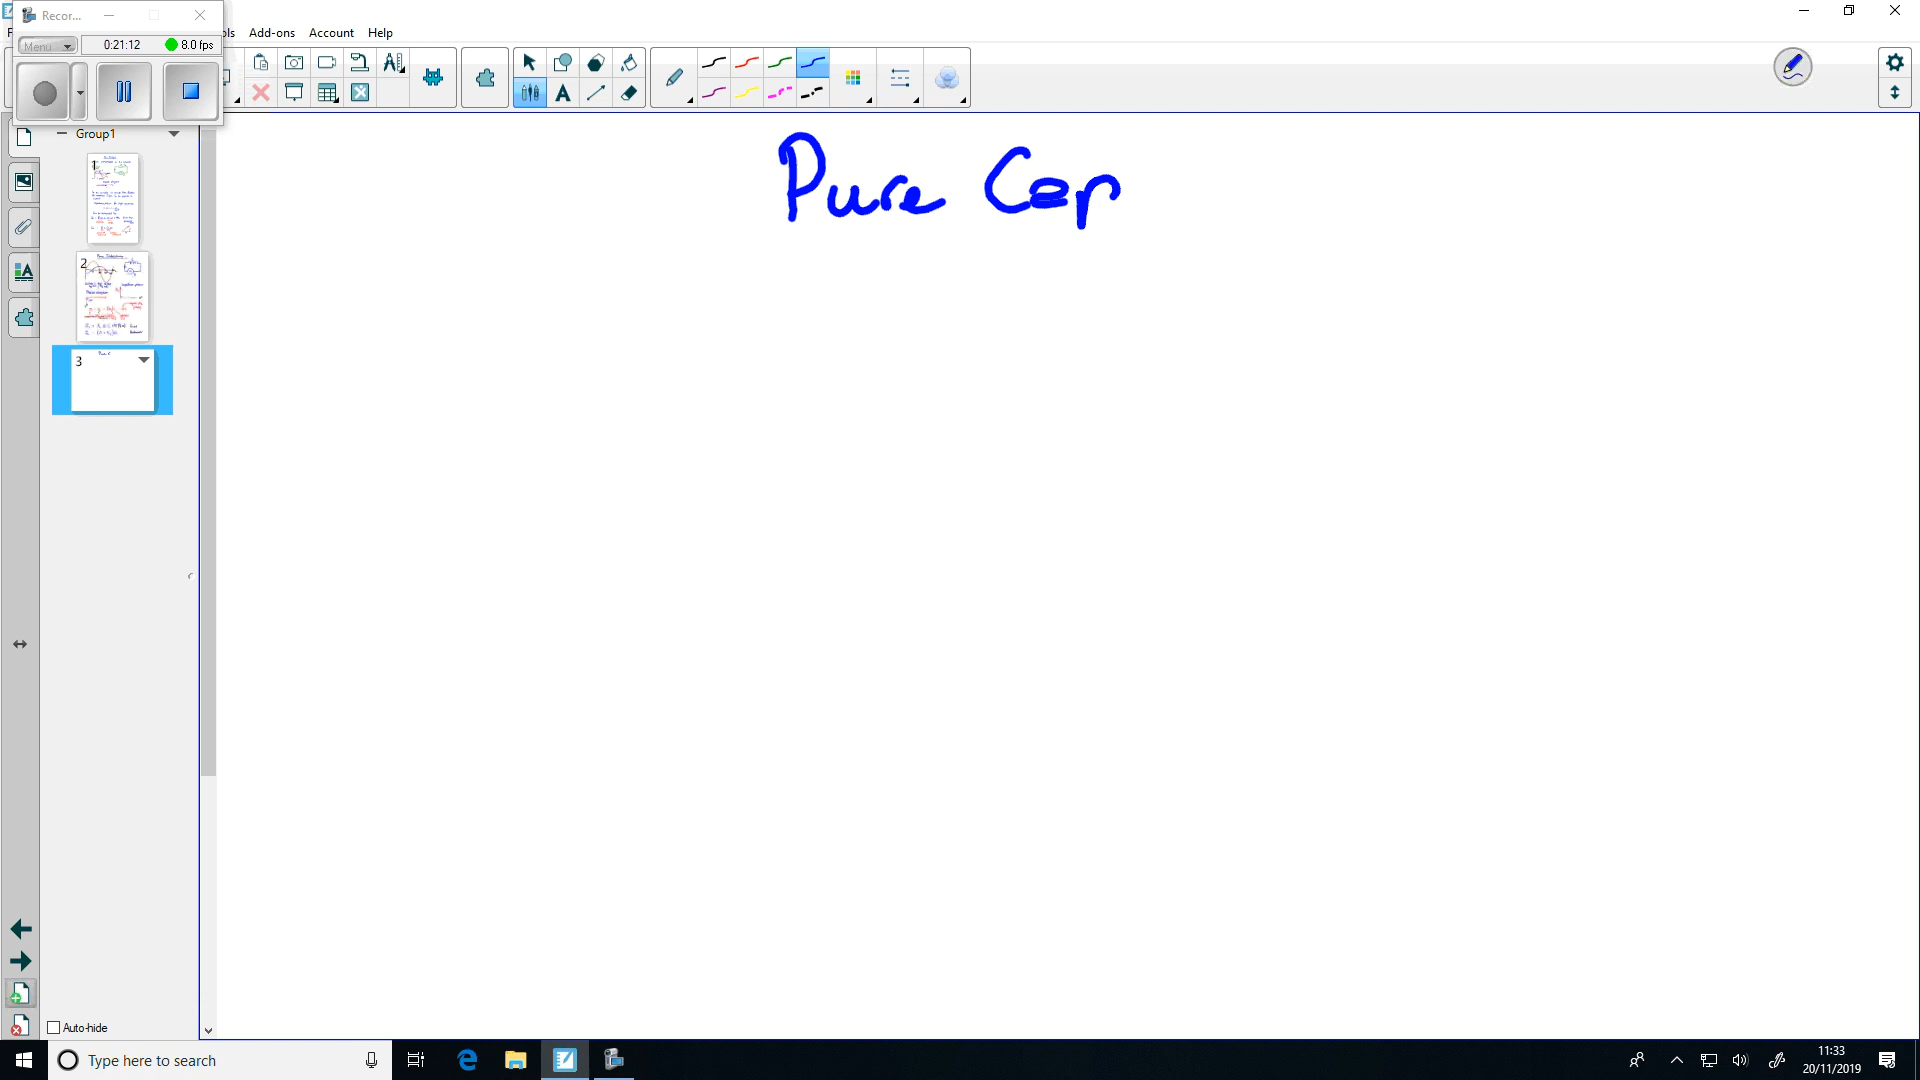 Recor...
Menu
0:21:12
8.0 fps
ols
Add-ons
Account
Help
Group1
1
2
3
Pure Cap
Auto-hide
Type here to search
11:33
20/11/2019